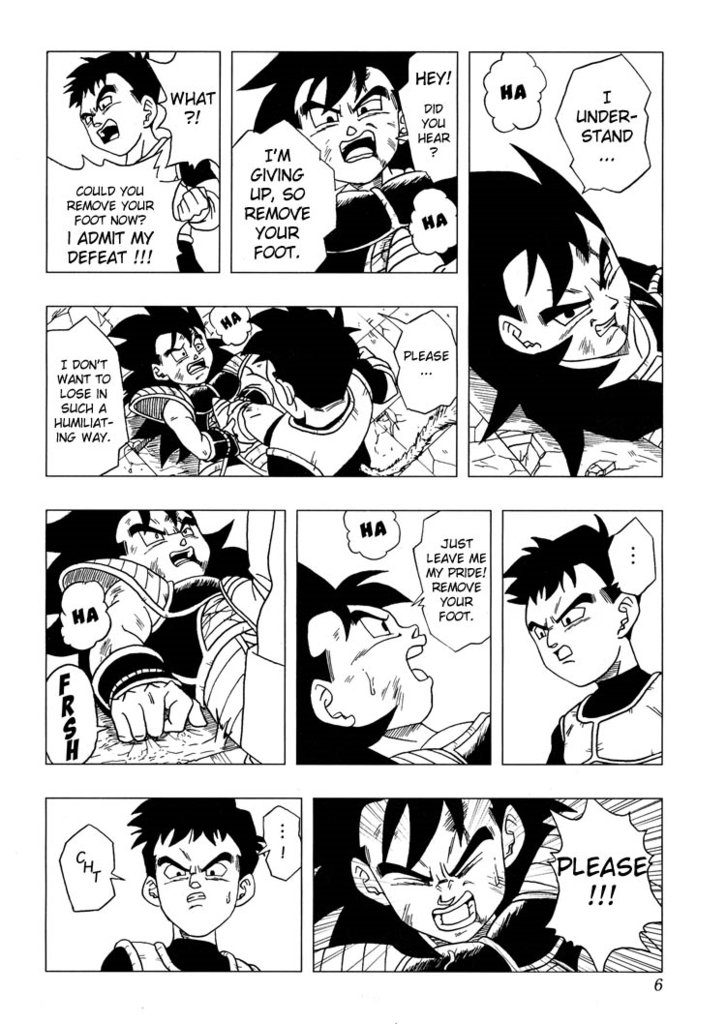 I
UNDER-
STAND
...
HA
HEY!
DID
YOU
HEAR
?
I'M
GIVING
UP, SO
REMOVE
YOUR
FOOT.
HA
WHAT
?!
COULD YOU
REMOVE YOUR
FOOT NOW?
I ADMIT MY
DEFEAT !!!
PLEASE
...
HA
I DON'T
WANT TO
LOSE IN
SUCH A
HUMILIAT-
ING WAY.
...
JUST
LEAVE ME
MY PRIDE!
REMOVE
YOUR
FOOT.
HA
HA
FRSH
PLEASE
!!!
...!
CHT
6